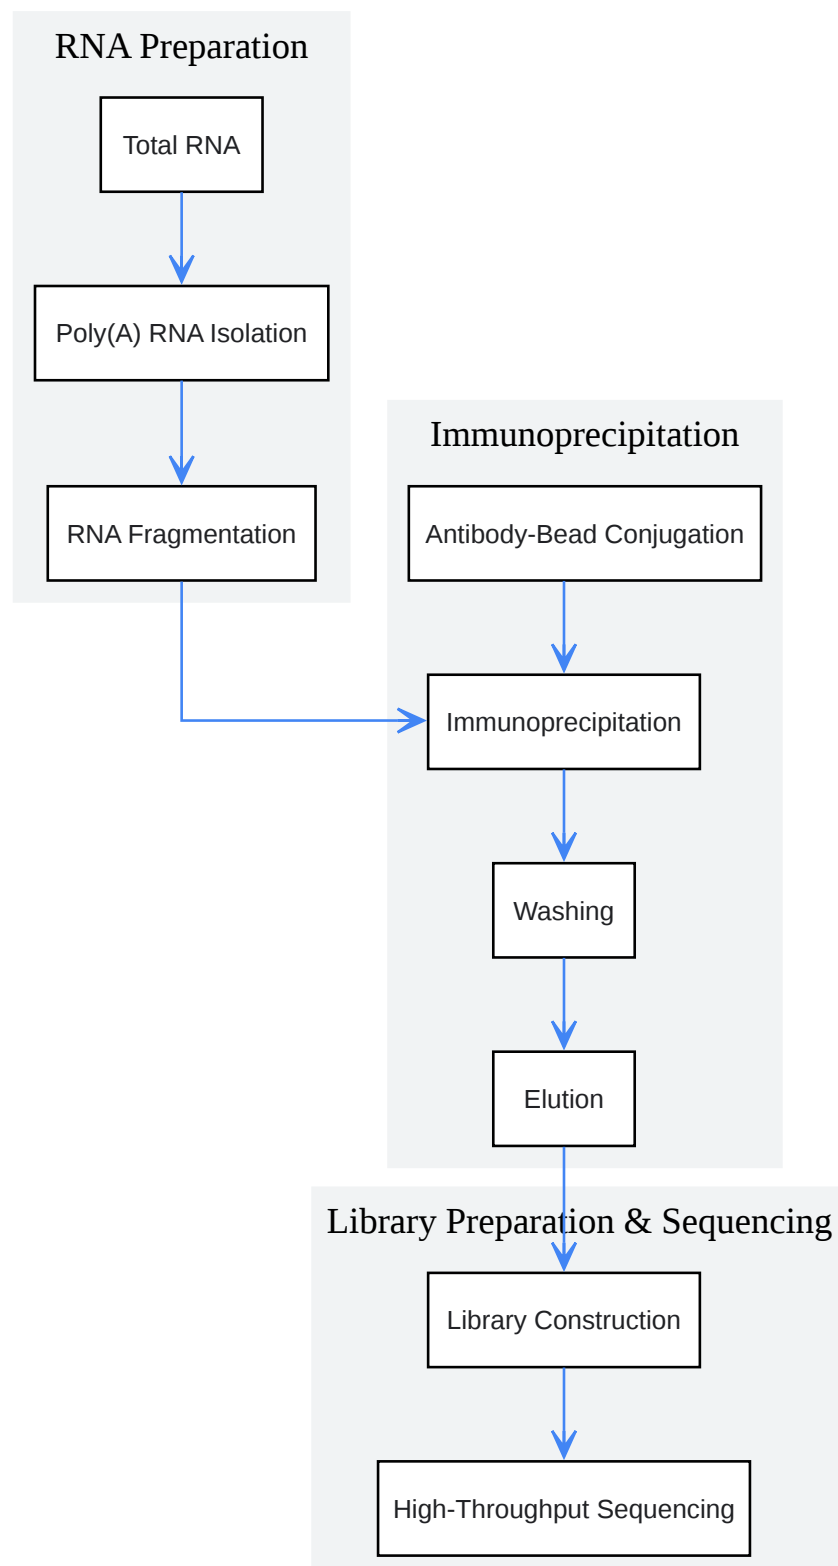 RNA Preparation
Total RNA
Poly(A) RNA Isolation
RNA Fragmentation
Immunoprecipitation
Antibody-Bead Conjugation
Immunoprecipitation
Washing
Elution
Library Preparation & Sequencing
Library Construction
High-Throughput Sequencing